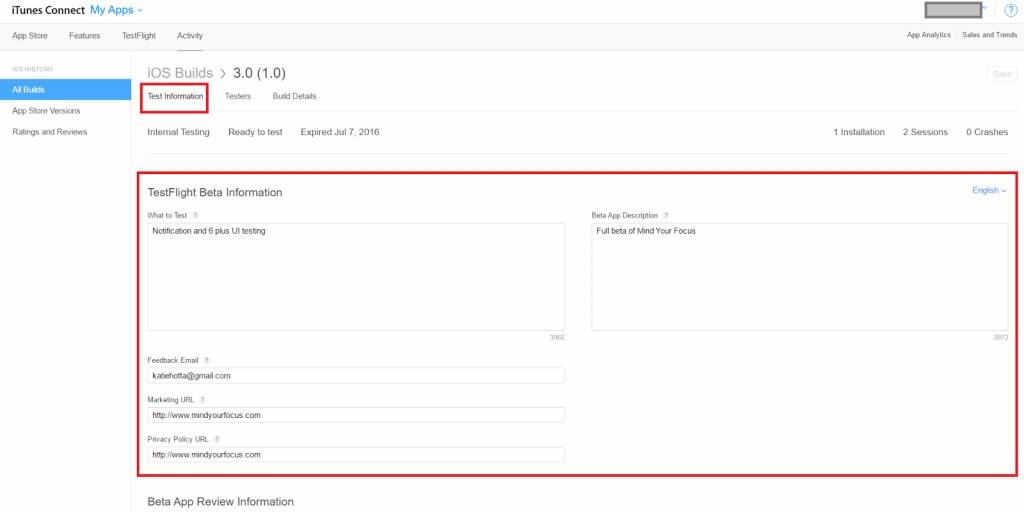 iTunes Connect My Apps
?
App Store Features TestFlight Activity
App Analytics Sales and Trends
iOS HISTORY
All Builds
App Store Versions
Ratings and Reviews
iOS Builds > 3.0 (1.0)
Save
Test Information Testers Build Details
Internal Testing Ready to test Expired Jul 7, 2016
1 Installation 2 Sessions 0 Crashes
TestFlight Beta Information
English
What to Test ?
Notification and 6 plus UI testing
3966
Beta App Description ?
Full beta of Mind Your Focus
3972
Feedback Email ?
katiehotta@gmail.com
Marketing URL ?
http://www.mindyourfocus.com
Privacy Policy URL ?
http://www.mindyourfocus.com
Beta App Review Information